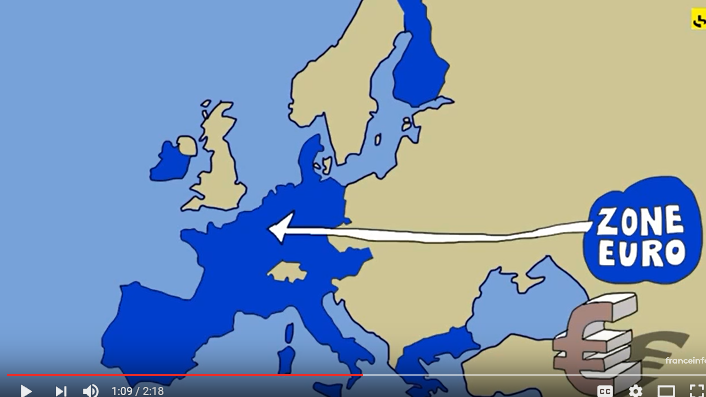 ZONE
EURO
franceinfo
1:09 / 2:18
CC